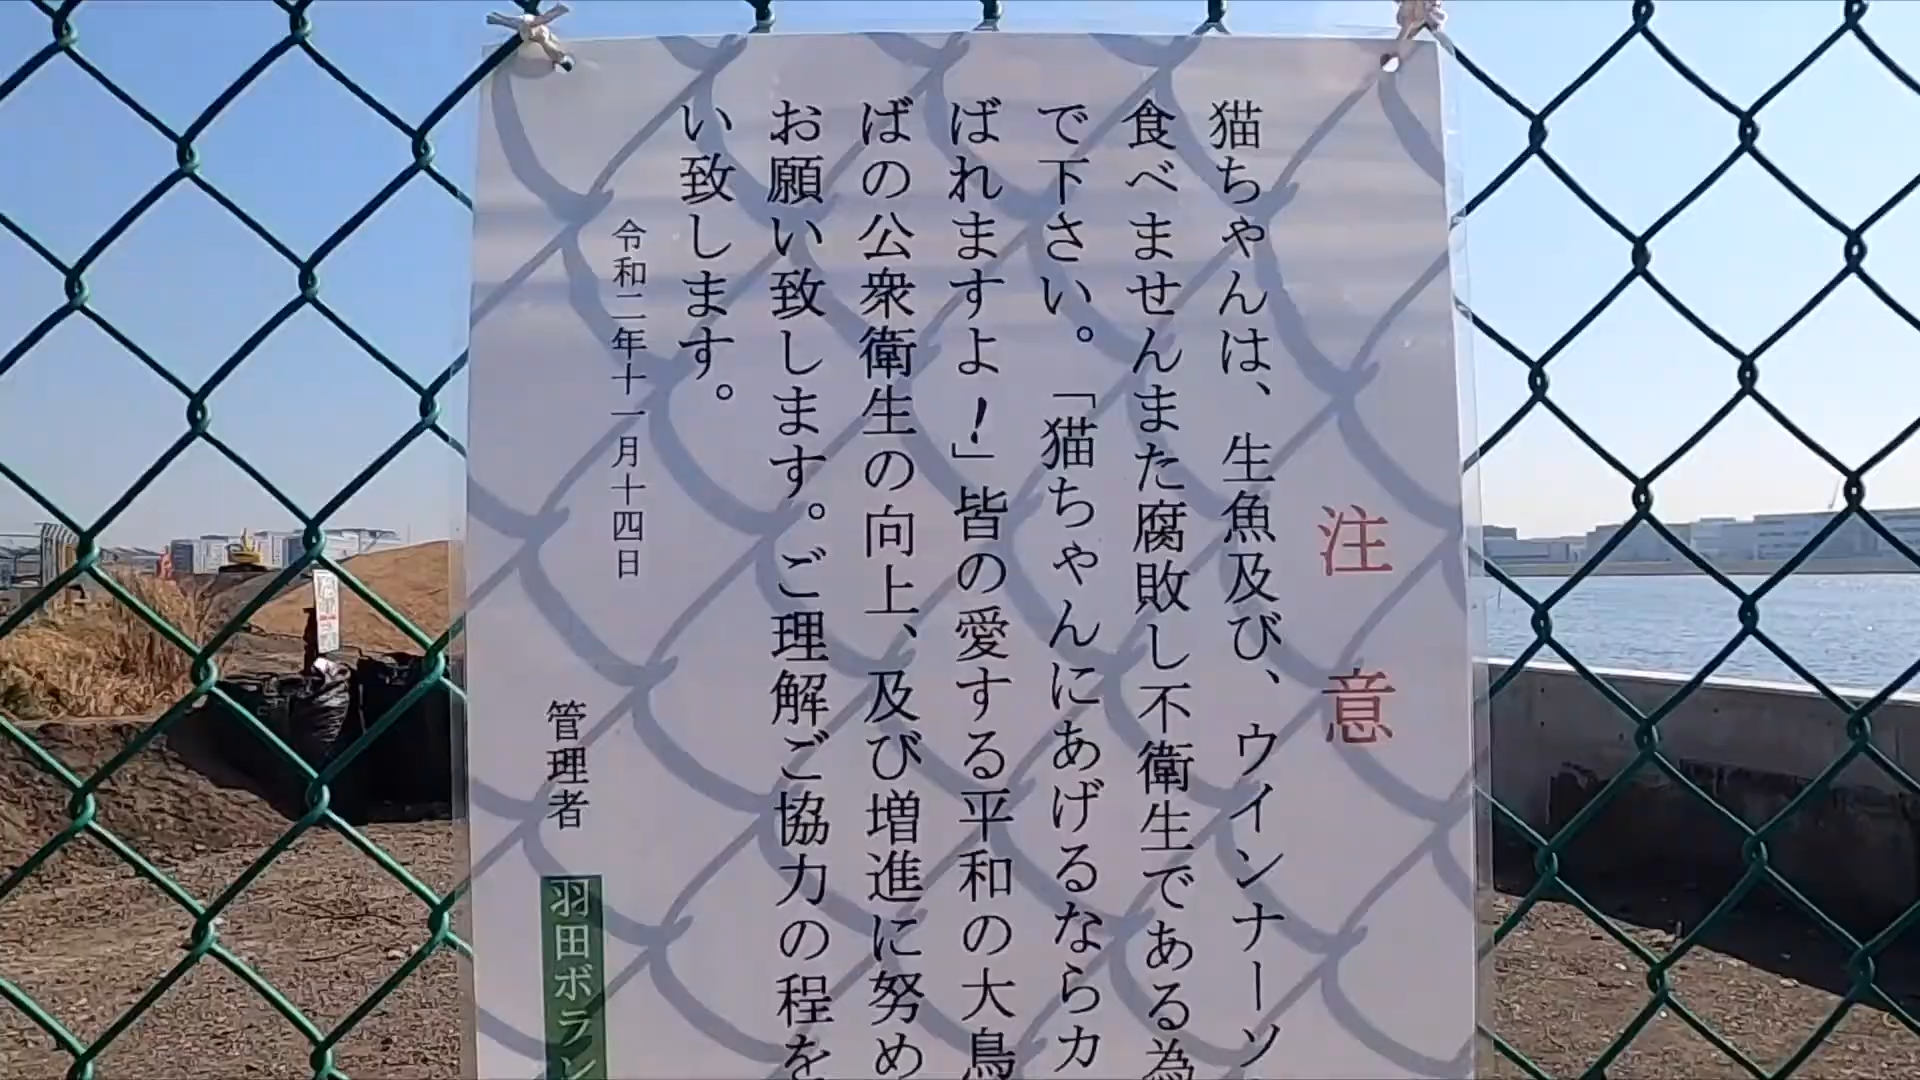 注意
猫ちゃんは、生魚及び、ウインナーソ
食べませんまた腐敗し不衛生である為
で下さい。「猫ちゃんにあげるならカ
ばれますよ!」皆の愛する平和の大鳥
ばの公衆衛生の向上、及び増進に努め
お願い致します。ご理解ご協力の程を
い致します。
令和二年十一月十四日
管理者
羽田ボラン